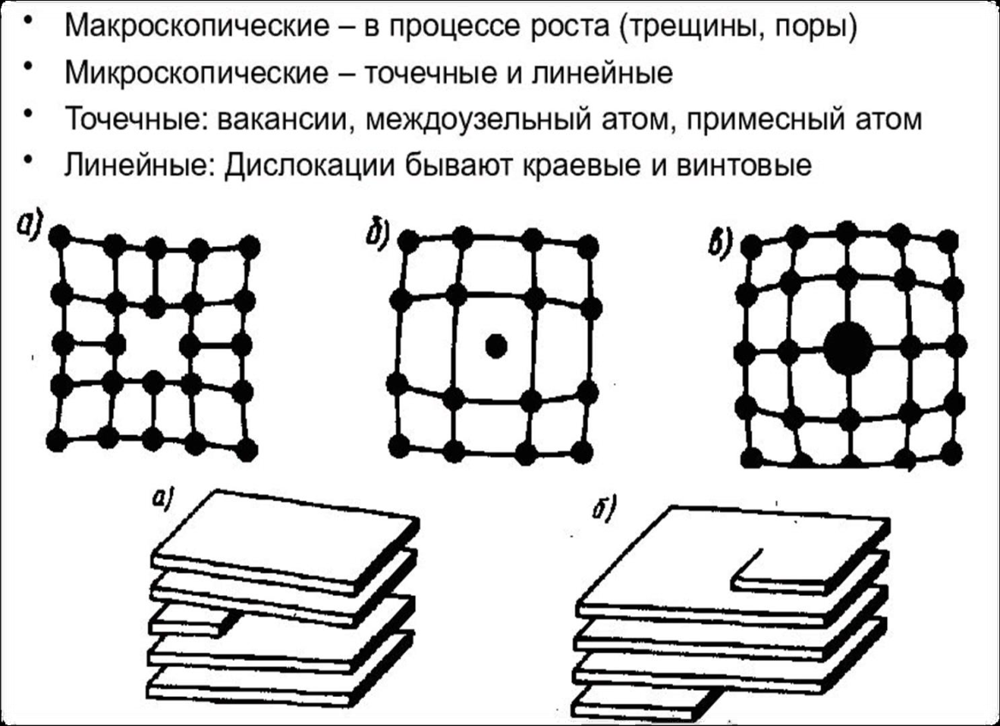 • Макроскопические – в процессе роста (трещины, поры)
• Микроскопические – точечные и линейные
• Точечные: вакансии, междоузельный атом, примесный атом
• Линейные: Дислокации бывают краевые и винтовые
а) б) в)
а) б)